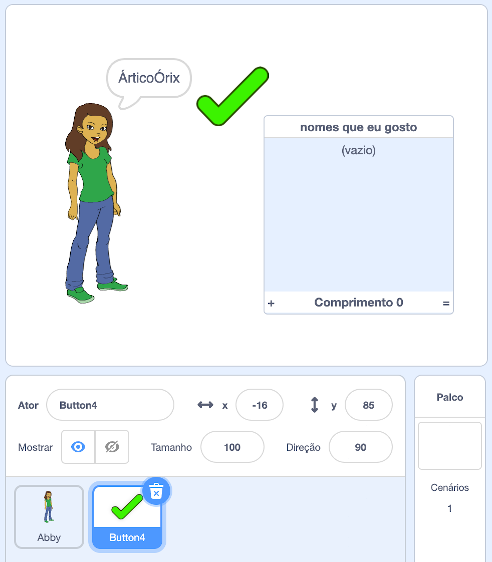 ÁrticoÓrix
nomes que eu gosto
(vazio)
+ Comprimento 0 =
Ator Button4 x -16 y 85
Mostrar Tamanho 100 Direção 90
Abby
Button4
Palco
Cenários
1